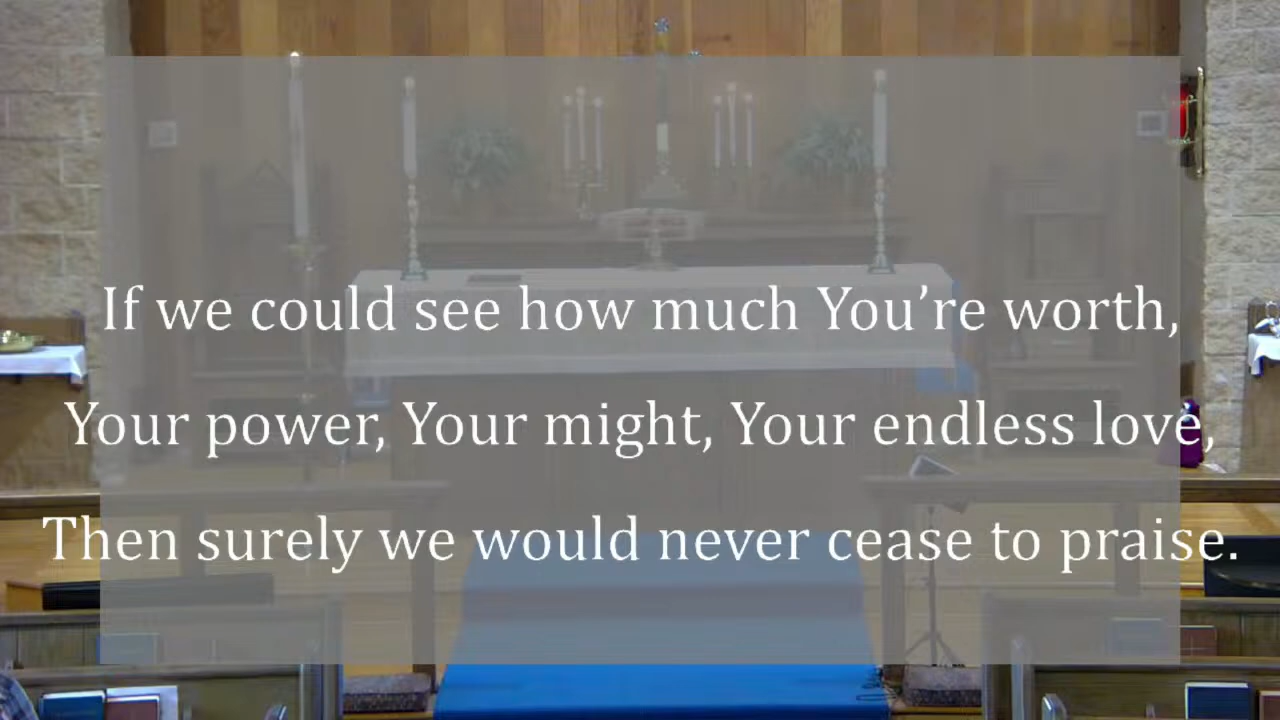 If we could see how much You’re worth,
Your power, Your might, Your endless love,
Then surely we would never cease to praise.